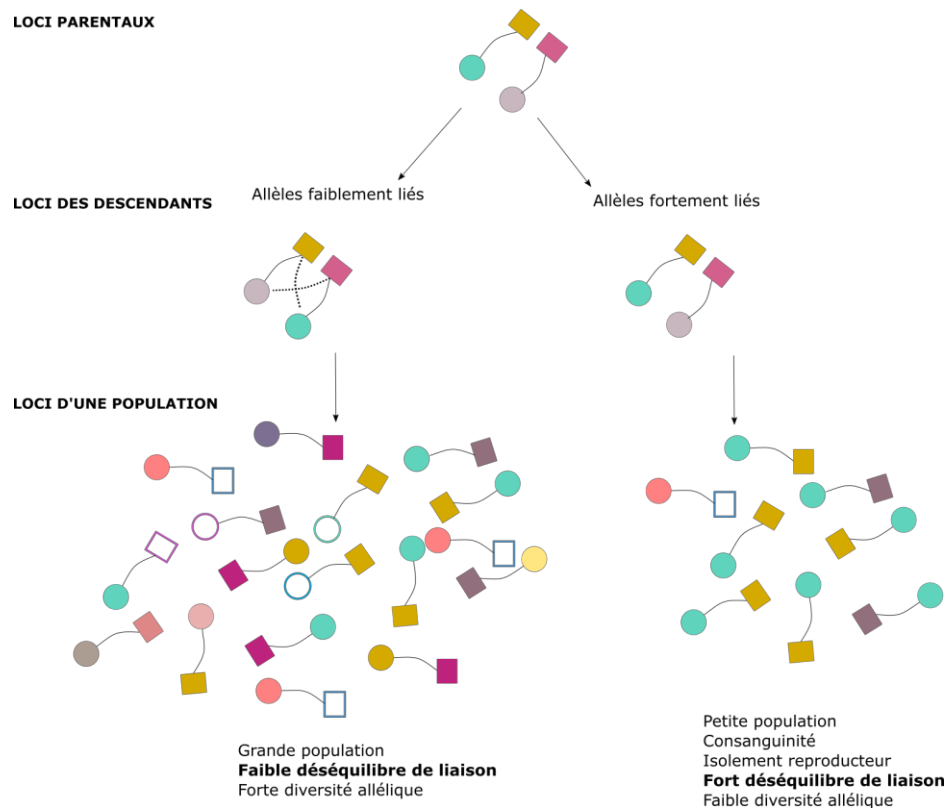 LOCI PARENTAUX
LOCI DES DESCENDANTS
Allèles faiblement liés
Allèles fortement liés
LOCI D'UNE POPULATION
Grande population
Faible déséquilibre de liaison
Forte diversité allélique
Petite population
Consanguinité
Isolement reproducteur
Fort déséquilibre de liaison
Faible diversité allélique